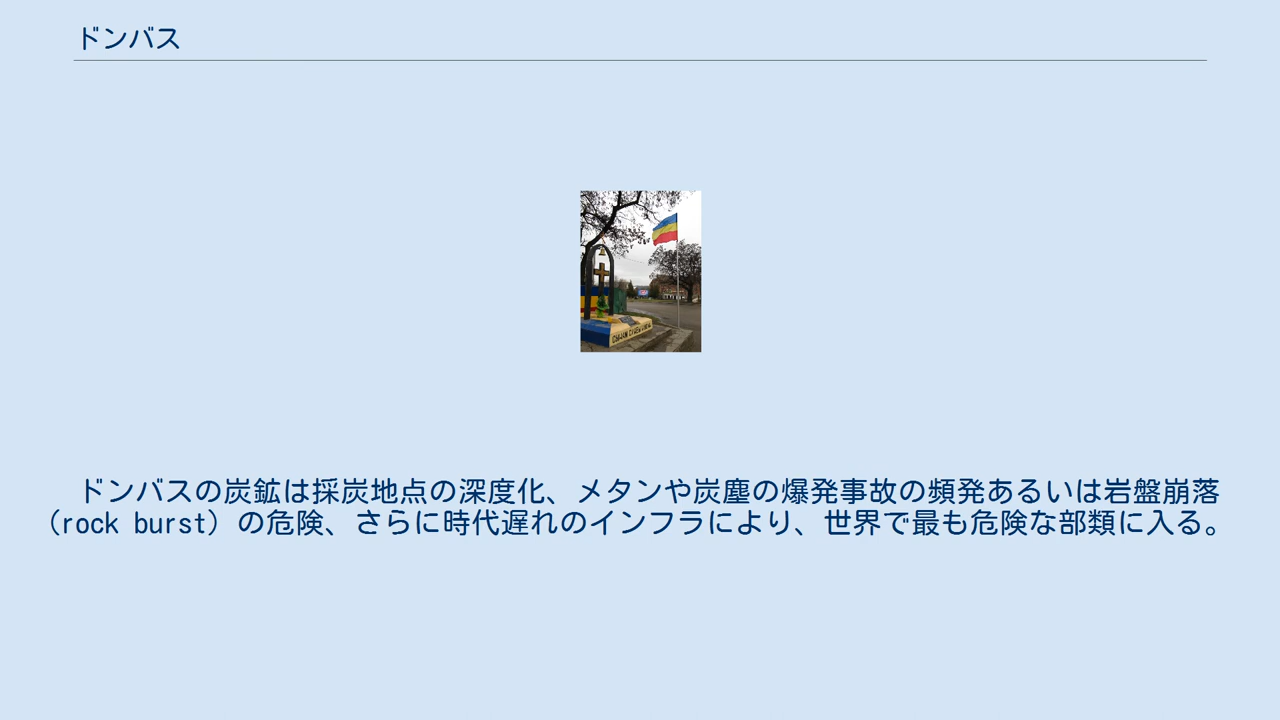 ドンバス
ドンバスの炭鉱は採炭地点の深度化、メタンや炭塵の爆発事故の頻発あるいは岩盤崩落
（rock burst）の危険、さらに時代遅れのインフラにより、世界で最も危険な部類に入る。